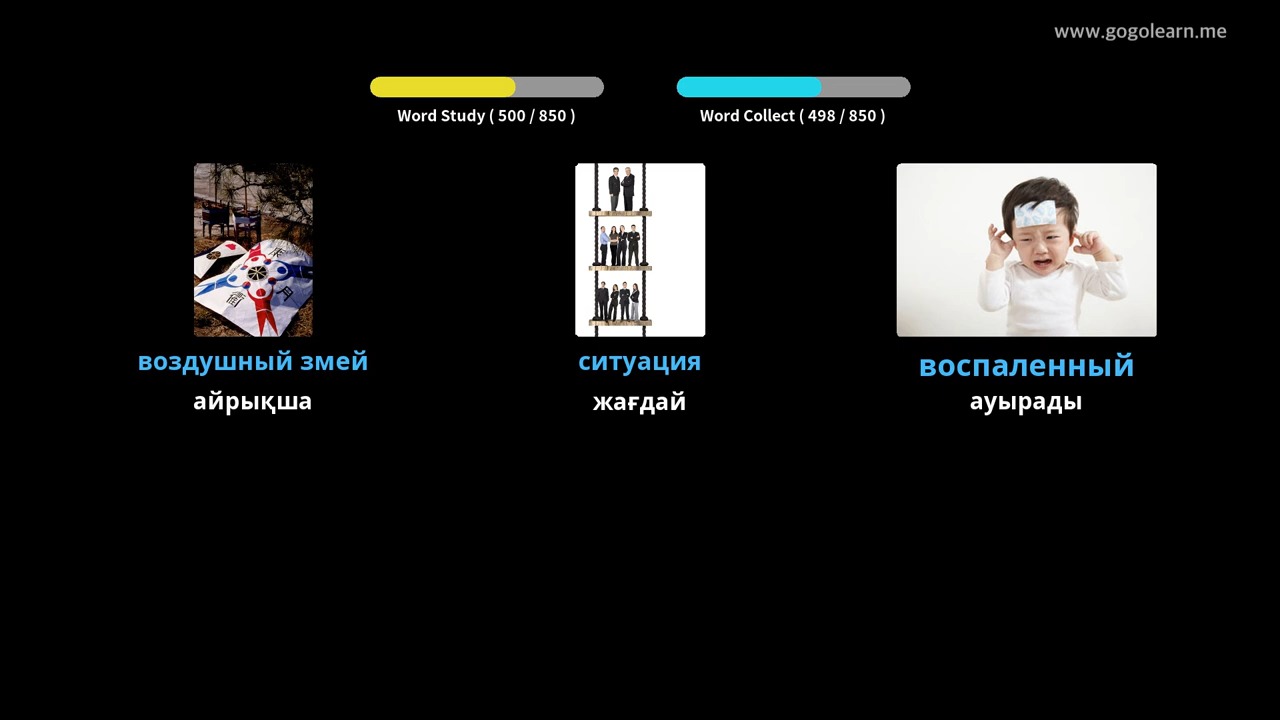 www.gogolearn.me
Word Study ( 500 / 850 )
Word Collect ( 498 / 850 )
воздушный змей
айрықша
ситуация
жағдай
воспаленный
ауырады